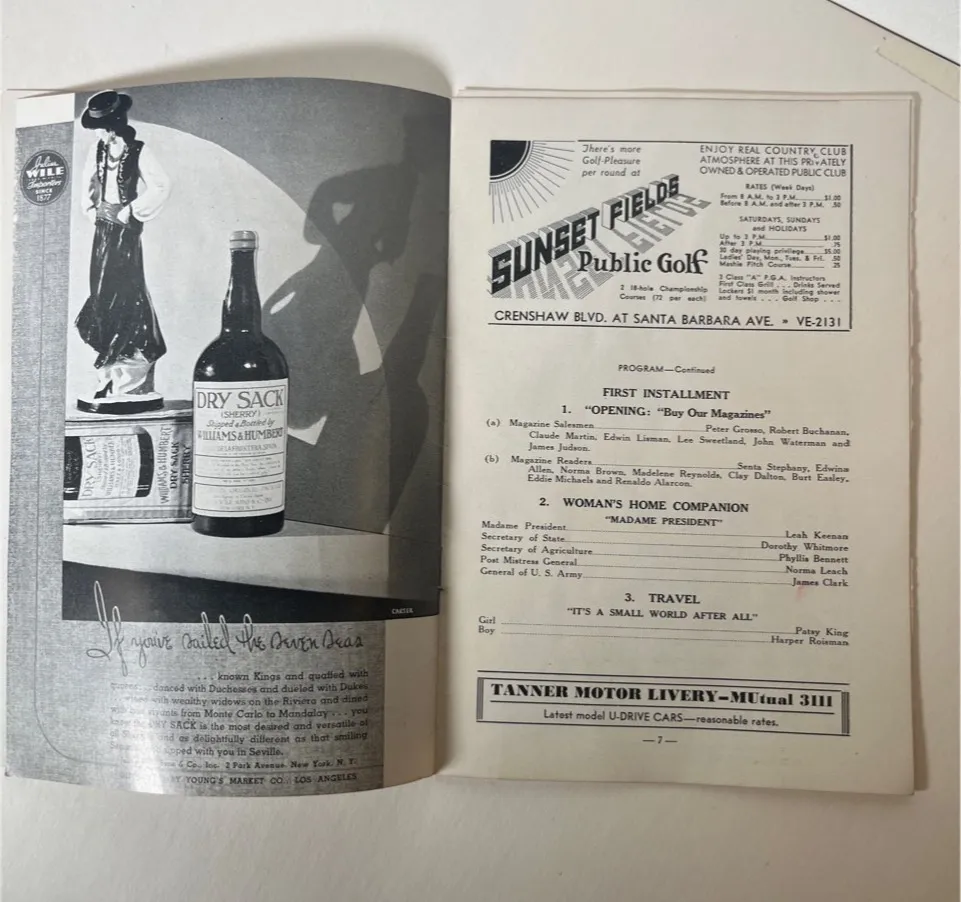 Julius
WILE
Importers
SINCE
1877
DRY SACK
(SHERRY)
Shipped & Bottled by
WILLIAMS & HUMBERT
DRY SACK
WILLIAMS & HUMBERT
DRY SACK
SHERRY
CARTER
If you've sailed the seven seas
. . . known Kings and quaffed with
danced with Duchesses and dueled with Dukes
with wealthy widows on the Riviera and dined
with from Monte Carlo to Mandalay . . . you
DRY SACK is the most desired and versatile of
and as delightfully different as that smiling
sipped with you in Seville.
Inc. 2 Park Avenue, New York, N. Y.
BY YOUNG'S MARKET CO., LOS ANGELES
There's more
Golf-Pleasure
per round at
SUNSET FIELDS
Public Golf
2 18-hole Championship
Courses (72 par each)
ENJOY REAL COUNTRY CLUB
ATMOSPHERE AT THIS PRIVATELY
OWNED & OPERATED PUBLIC CLUB
RATES (Week Days)
From 8 A.M. to 3 P.M. $1.00
Before 8 A.M. and after 3 P.M. .50
SATURDAYS, SUNDAYS
and HOLIDAYS
Up to 3 P.M. $1.00
After 3 P.M. .75
30 day playing privilege $5.00
Ladies' Day, Mon., Tues. & Fri. .50
Mashie Pitch Course .25
3 Class "A" P.G.A. Instructors
First Class Grill . . . Drinks Served
Lockers $1 month including shower
and towels . . . Golf Shop . . .
CRENSHAW BLVD. AT SANTA BARBARA AVE. » VE-2131
PROGRAM—Continued
FIRST INSTALLMENT
1. "OPENING: "Buy Our Magazines"
(a) Magazine Salesmen Peter Grosso, Robert Buchanan,
Claude Martin, Edwin Lisman, Lee Sweetland, John Waterman and
James Judson.
(b) Magazine Readers Senta Stephany, Edwina
Allen, Norma Brown, Madelene Reynolds, Clay Dalton, Burt Easley,
Eddie Michaels and Renaldo Alarcon.
2. WOMAN'S HOME COMPANION
"MADAME PRESIDENT"
Madame President Leah Keenan
Secretary of State Dorothy Whitmore
Secretary of Agriculture Phyllis Bennett
Post Mistress General Norma Leach
General of U. S. Army James Clark
3. TRAVEL
"IT'S A SMALL WORLD AFTER ALL"
Girl Patsy King
Boy Harper Roisman
TANNER MOTOR LIVERY—MUtual 3111
Latest model U-DRIVE CARS—reasonable rates.
—7—